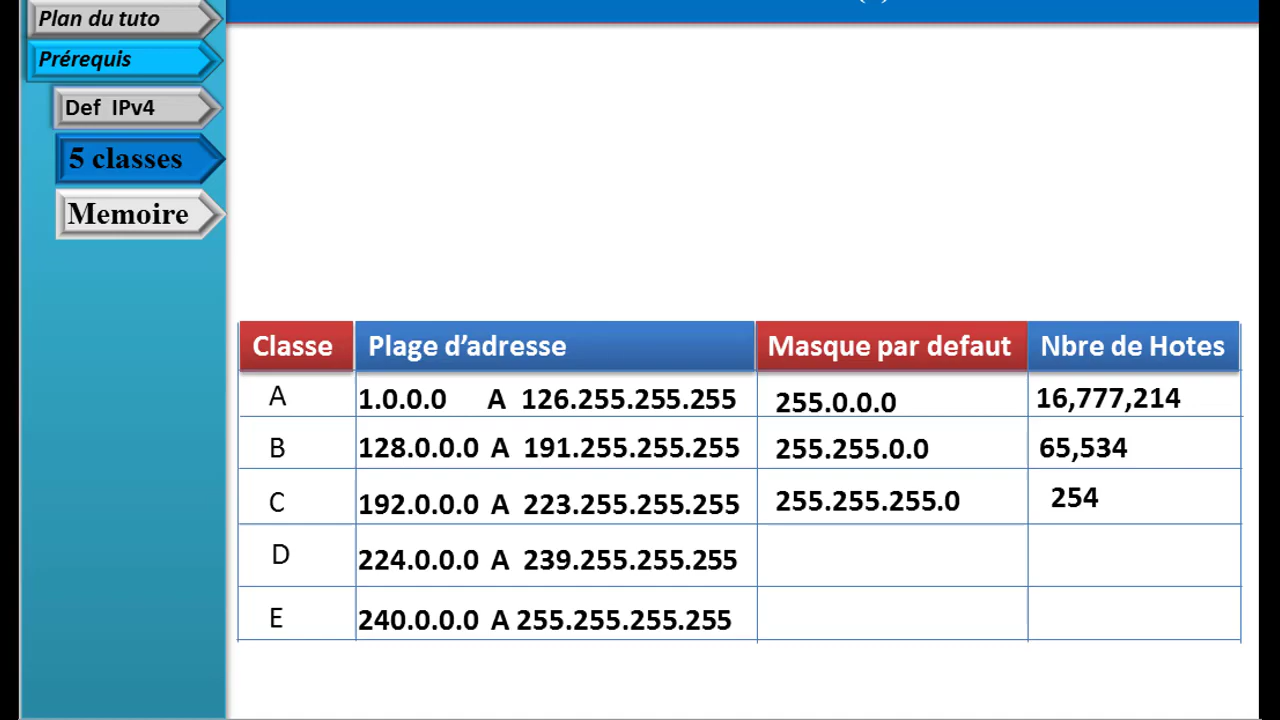 Plan du tuto
Prérequis
Def IPv4
5 classes
Memoire
Classe Plage d'adresse Masque par defaut Nbre de Hotes
A 1.0.0.0 A 126.255.255.255 255.0.0.0 16,777,214
B 128.0.0.0 A 191.255.255.255 255.255.0.0 65,534
C 192.0.0.0 A 223.255.255.255 255.255.255.0 254
D 224.0.0.0 A 239.255.255.255
E 240.0.0.0 A 255.255.255.255